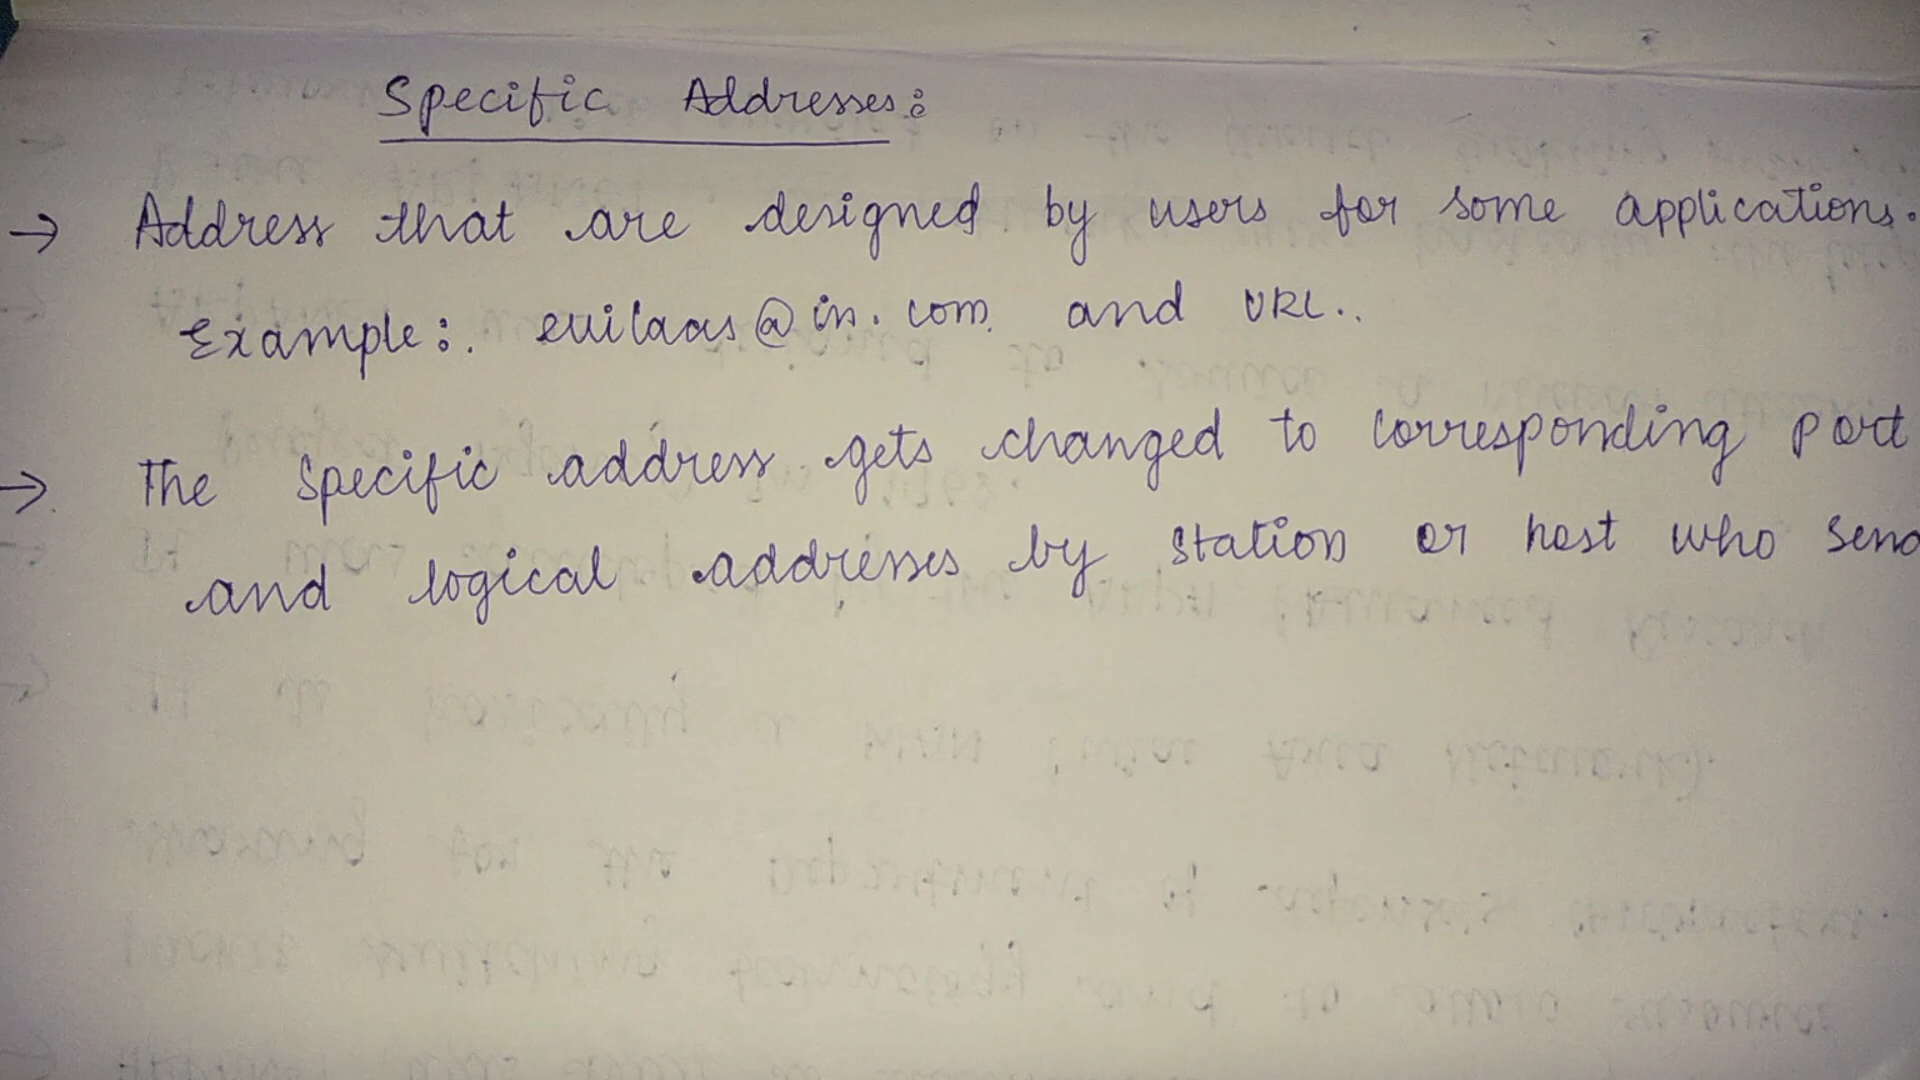 Specific Addresses:
→ Address that are designed by users for some applications.
Example:. evilaas@in.com. and URL..
→ The specific address gets changed to corresponding port
and logical addresses by station or host who send